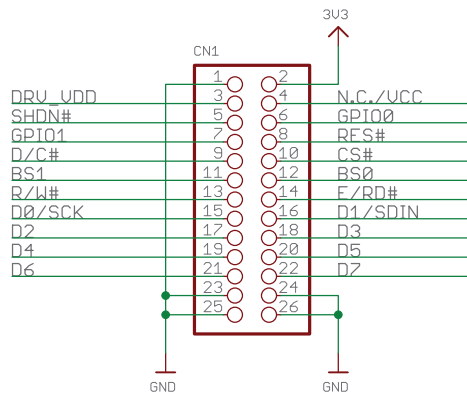 3V3
CN1
1 2
DRV_VDD 3 4 N.C./VCC
SHDN# 5 6 GPIO0
GPIO1 7 8 RES#
D/C# 9 10 CS#
BS1 11 12 BS0
R/W# 13 14 E/RD#
D0/SCK 15 16 D1/SDIN
D2 17 18 D3
D4 19 20 D5
D6 21 22 D7
23 24
25 26
GND GND